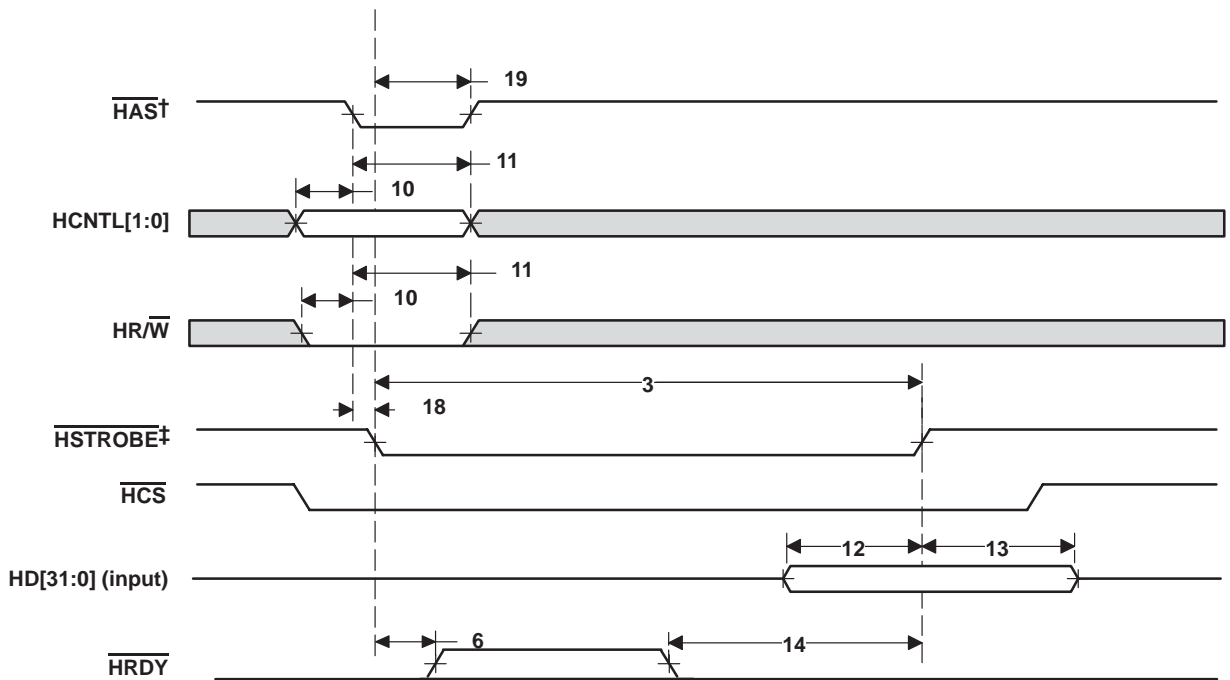 19
HAS†
11
10
HCNTL[1:0]
11
10
HR/W
3
18
HSTROBE‡
HCS
12 13
HD[31:0] (input)
6 14
HRDY